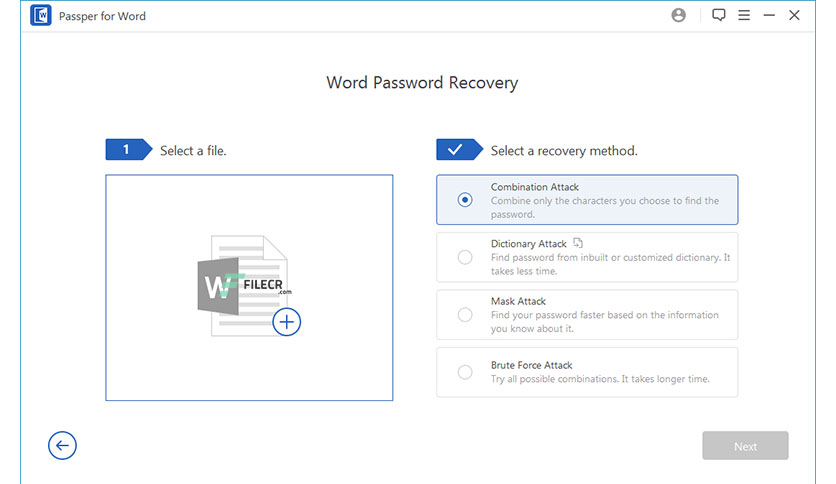 Passper for Word
Word Password Recovery
1
Select a file.
W
FILECR
.com
Select a recovery method.
Combination Attack
Combine only the characters you choose to find the
password.
Dictionary Attack
Find password from inbuilt or customized dictionary. It
takes less time.
Mask Attack
Find your password faster based on the information
you know about it.
Brute Force Attack
Try all possible combinations. It takes longer time.
Next